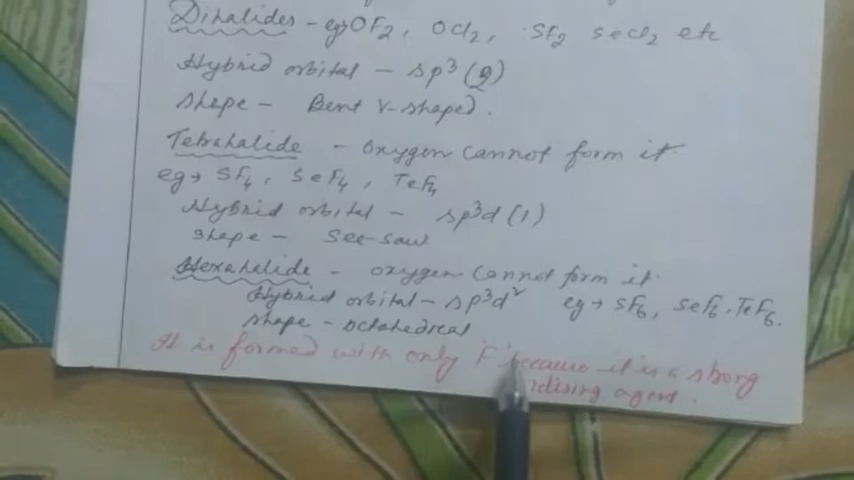 Dihalides - eg→ OF2, Ocl2, SF2 secl2 etc
Hybrid orbital - sp³(2)
shape - Bent V-shaped.
Tetrahalide - oxygen cannot form it
eg→ SF4, SeF4, TeF4
Hybrid orbital - sp³d(1)
shape - See-saw
Hexahalide - oxygen cannot form it
Hybrid orbital - sp³d² eg→ SF6, SeF6, TeF6.
shape - octahedral
It is formed with only F because it is a strong
agent.